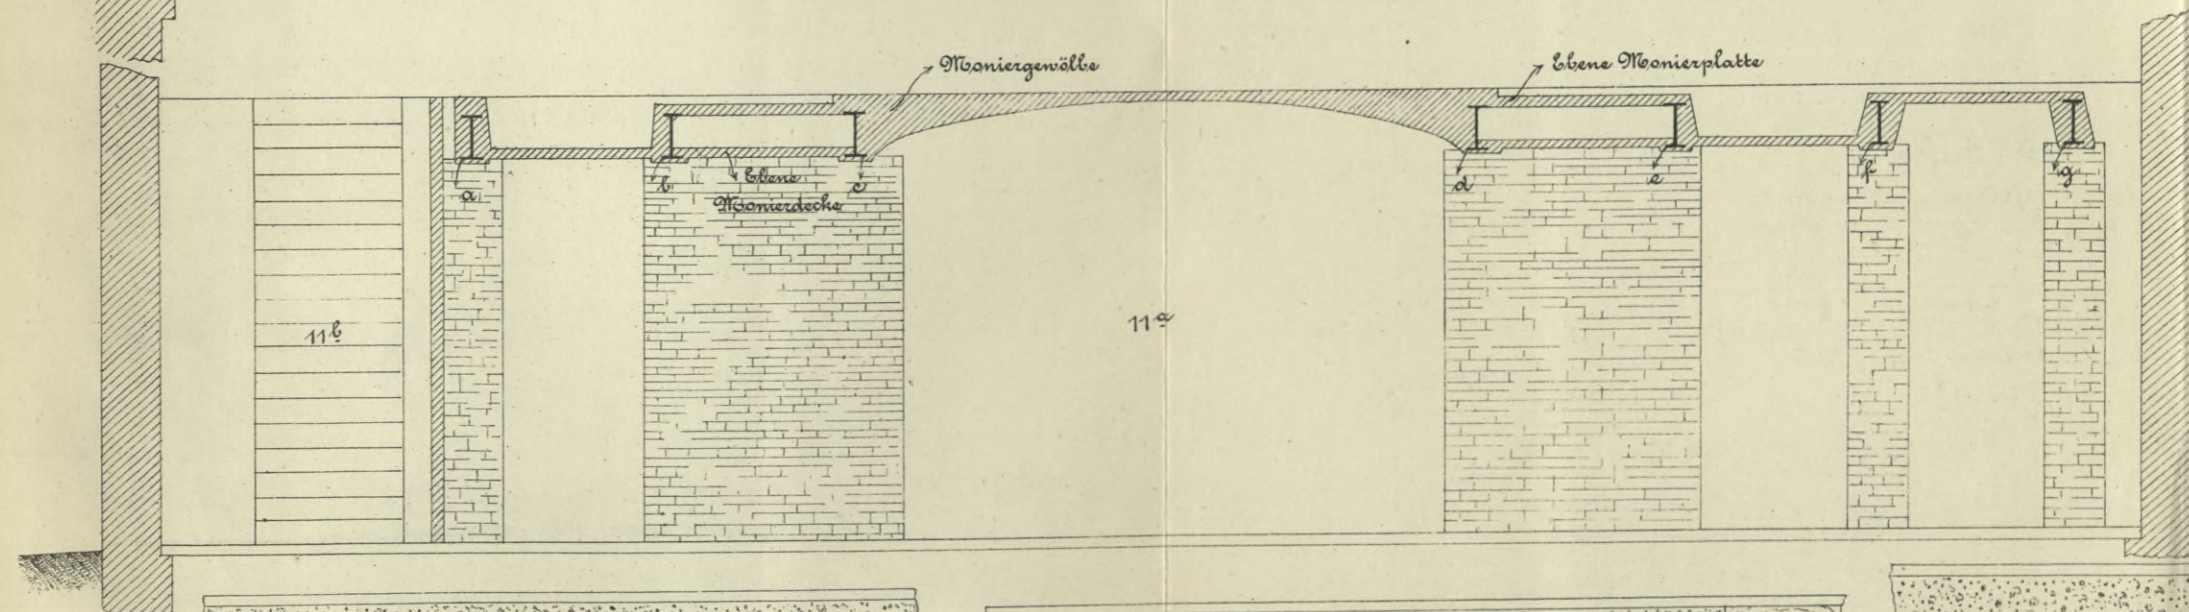 Moniergewölbe
Ebene Monierplatte
a
b
Ebene
Monierdecke
c
d
e
f
g
11b
11a